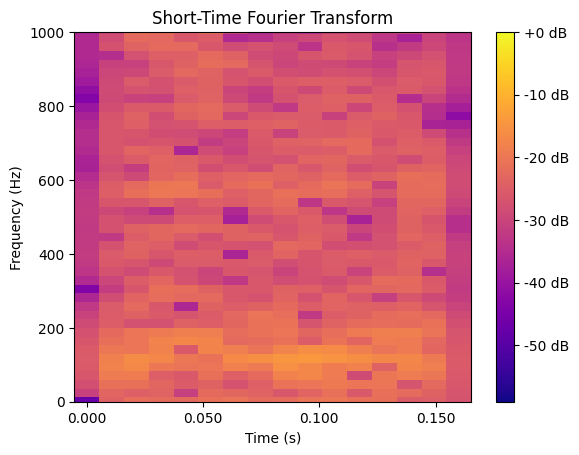 Short-Time Fourier Transform
1000
800
600
400
200
0
Frequency (Hz)
0.000
0.050
0.100
0.150
Time (s)
+0 dB
-10 dB
-20 dB
-30 dB
-40 dB
-50 dB